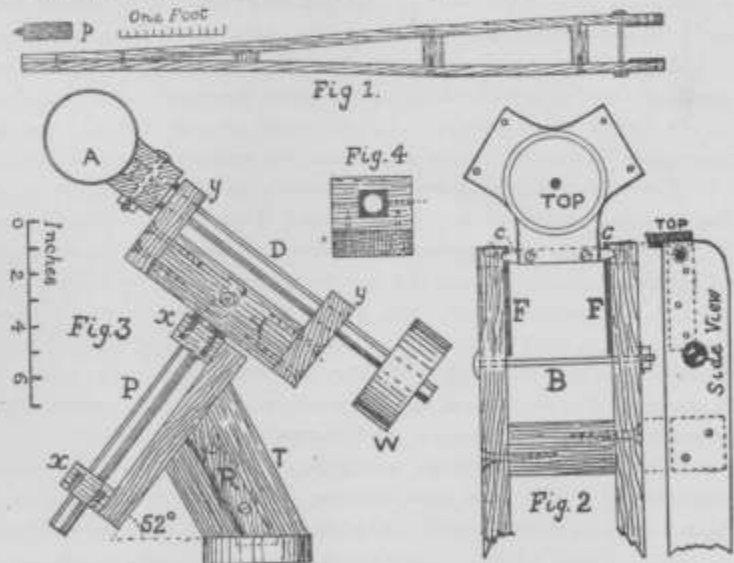 p
One Foot
Fig 1.
A
y
Fig. 4
D
TOP
0
2
4
6
Inches
Fig. 3
x
y
P
x
R
T
W
52°
c
c
F
F
B
Fig. 2
TOP
Side View